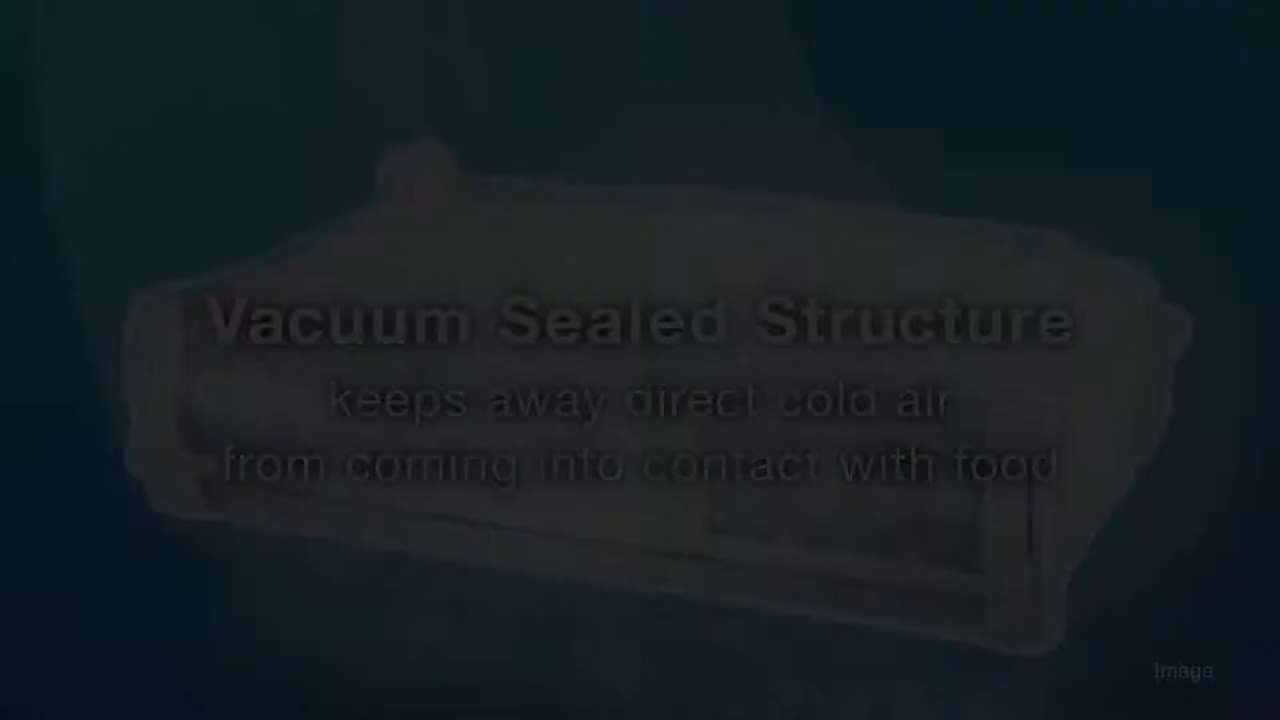 Vacuum Sealed Structure
keeps away direct cold air
from coming into contact with food
Image